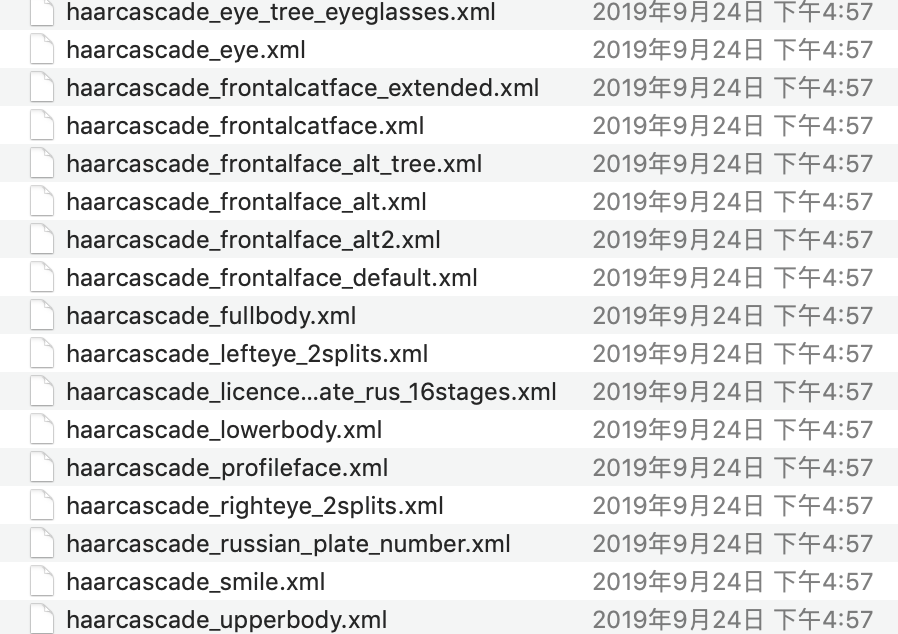 haarcascade_eye_tree_eyeglasses.xml 2019年9月24日 下午4:57
haarcascade_eye.xml 2019年9月24日 下午4:57
haarcascade_frontalcatface_extended.xml 2019年9月24日 下午4:57
haarcascade_frontalcatface.xml 2019年9月24日 下午4:57
haarcascade_frontalface_alt_tree.xml 2019年9月24日 下午4:57
haarcascade_frontalface_alt.xml 2019年9月24日 下午4:57
haarcascade_frontalface_alt2.xml 2019年9月24日 下午4:57
haarcascade_frontalface_default.xml 2019年9月24日 下午4:57
haarcascade_fullbody.xml 2019年9月24日 下午4:57
haarcascade_lefteye_2splits.xml 2019年9月24日 下午4:57
haarcascade_licence...ate_rus_16stages.xml 2019年9月24日 下午4:57
haarcascade_lowerbody.xml 2019年9月24日 下午4:57
haarcascade_profileface.xml 2019年9月24日 下午4:57
haarcascade_righteye_2splits.xml 2019年9月24日 下午4:57
haarcascade_russian_plate_number.xml 2019年9月24日 下午4:57
haarcascade_smile.xml 2019年9月24日 下午4:57
haarcascade_upperbody.xml 2019年9月24日 下午4:57